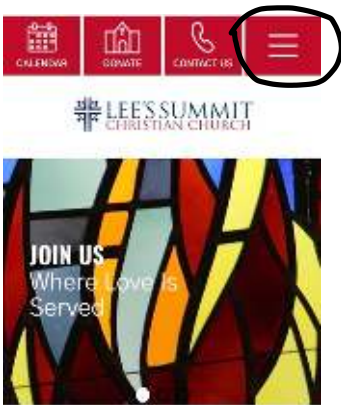 CALENDAR
DONATE
CONTACT US
LEE'S SUMMIT
CHRISTIAN CHURCH
JOIN US
Where Love Is
Served